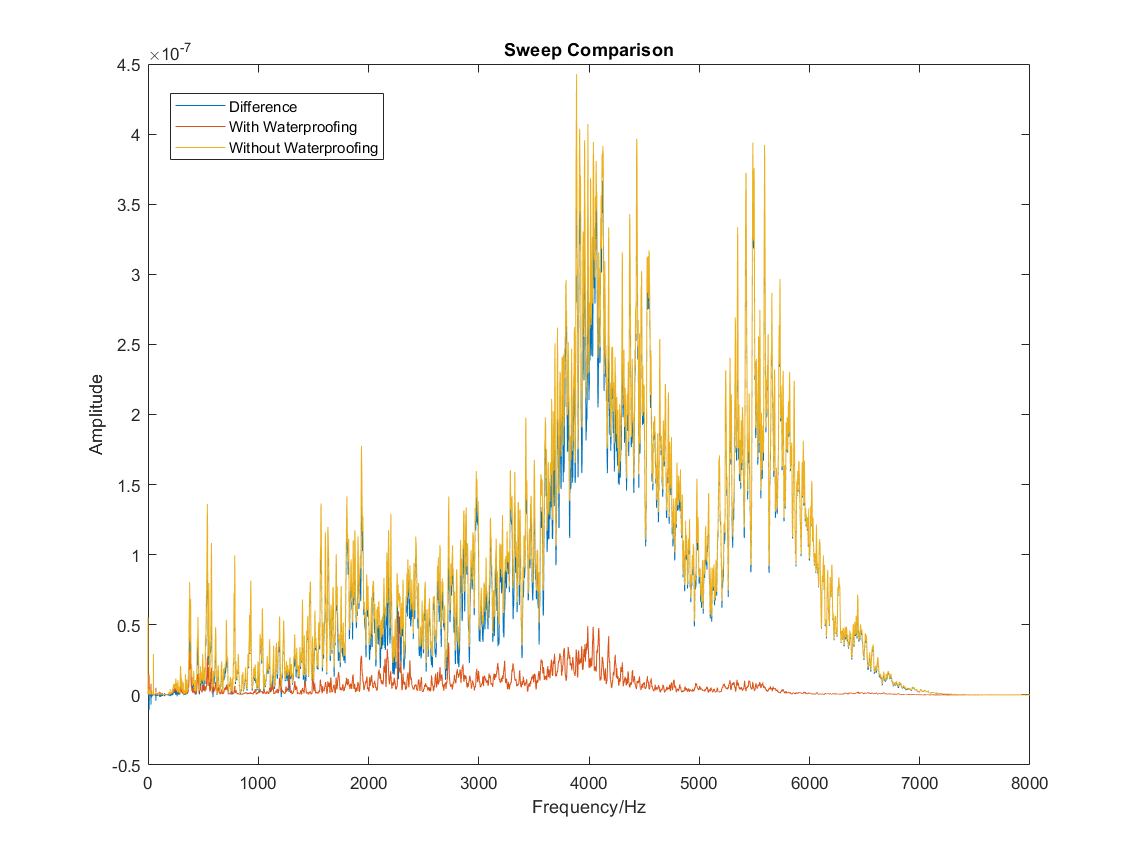 Sweep Comparison
×10⁻⁷
4.5
4
3.5
3
2.5
2
1.5
1
0.5
0
-0.5
Amplitude
Difference
With Waterproofing
Without Waterproofing
0 1000 2000 3000 4000 5000 6000 7000 8000
Frequency/Hz